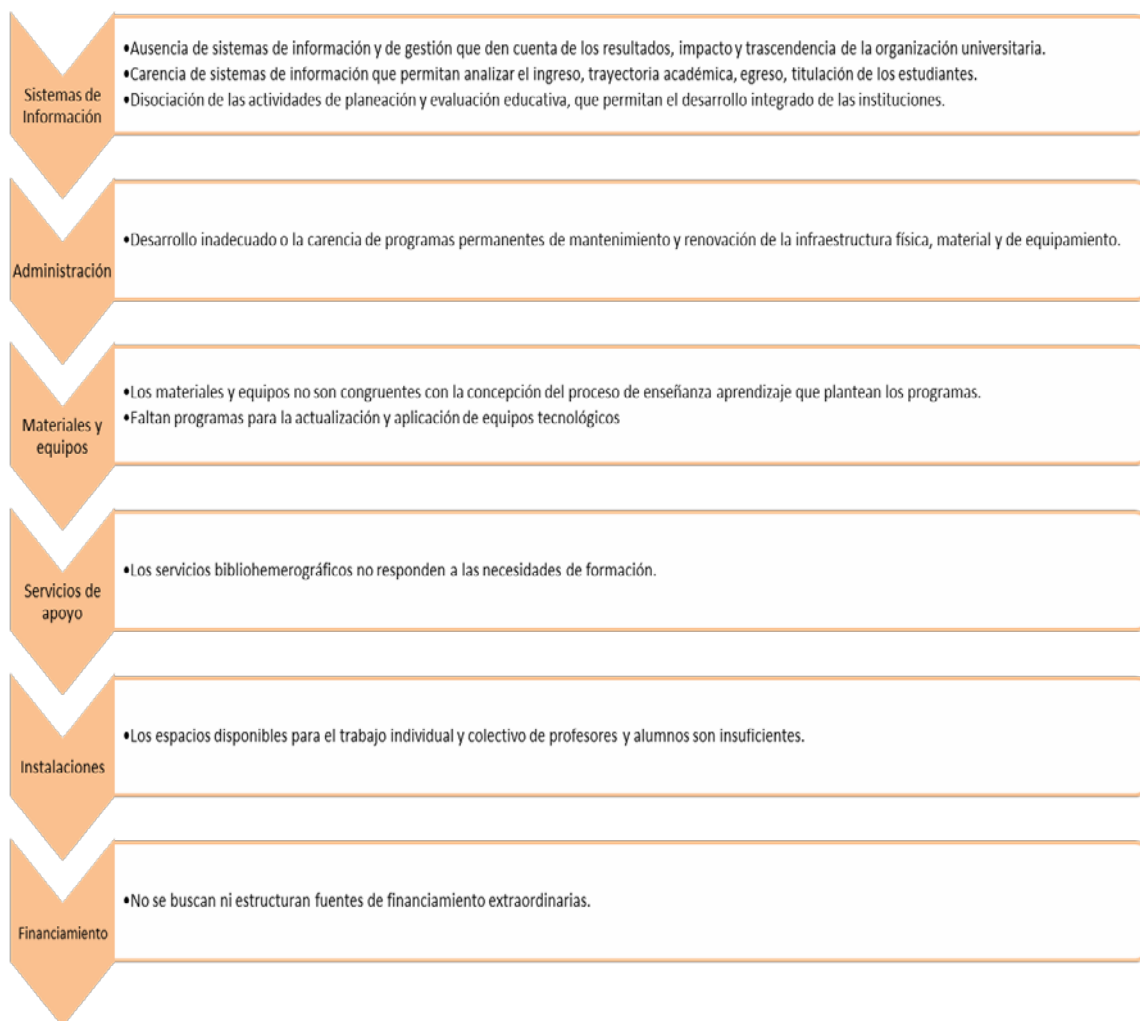 Sistemas de
Información
•Ausencia de sistemas de información y de gestión que den cuenta de los resultados, impacto y trascendencia de la organización universitaria.
•Carencia de sistemas de información que permitan analizar el ingreso, trayectoria académica, egreso, titulación de los estudiantes.
•Disociación de las actividades de planeación y evaluación educativa, que permitan el desarrollo integrado de las instituciones.
Administración
•Desarrollo inadecuado o la carencia de programas permanentes de mantenimiento y renovación de la infraestructura física, material y de equipamiento.
Materiales y
equipos
•Los materiales y equipos no son congruentes con la concepción del proceso de enseñanza aprendizaje que plantean los programas.
•Faltan programas para la actualización y aplicación de equipos tecnológicos
Servicios de
apoyo
•Los servicios bibliohemerográficos no responden a las necesidades de formación.
Instalaciones
•Los espacios disponibles para el trabajo individual y colectivo de profesores y alumnos son insuficientes.
Financiamiento
•No se buscan ni estructuran fuentes de financiamiento extraordinarias.